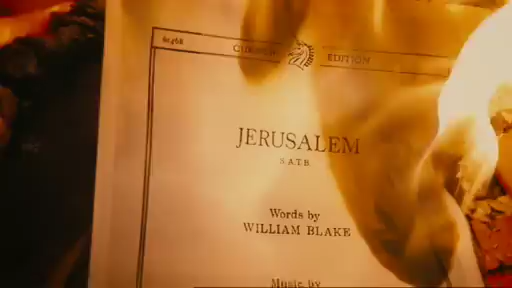 CURWEN EDITION
JERUSALEM
S.A.T.B.
Words by
WILLIAM BLAKE
Music by